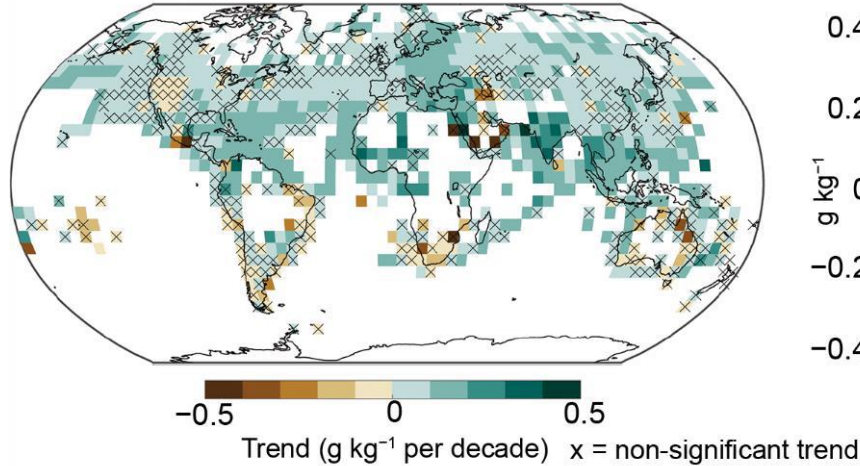 0.4
0.2
0
g kg⁻¹
−0.2
−0.4
−0.5 0 0.5
Trend (g kg⁻¹ per decade) x = non-significant trend